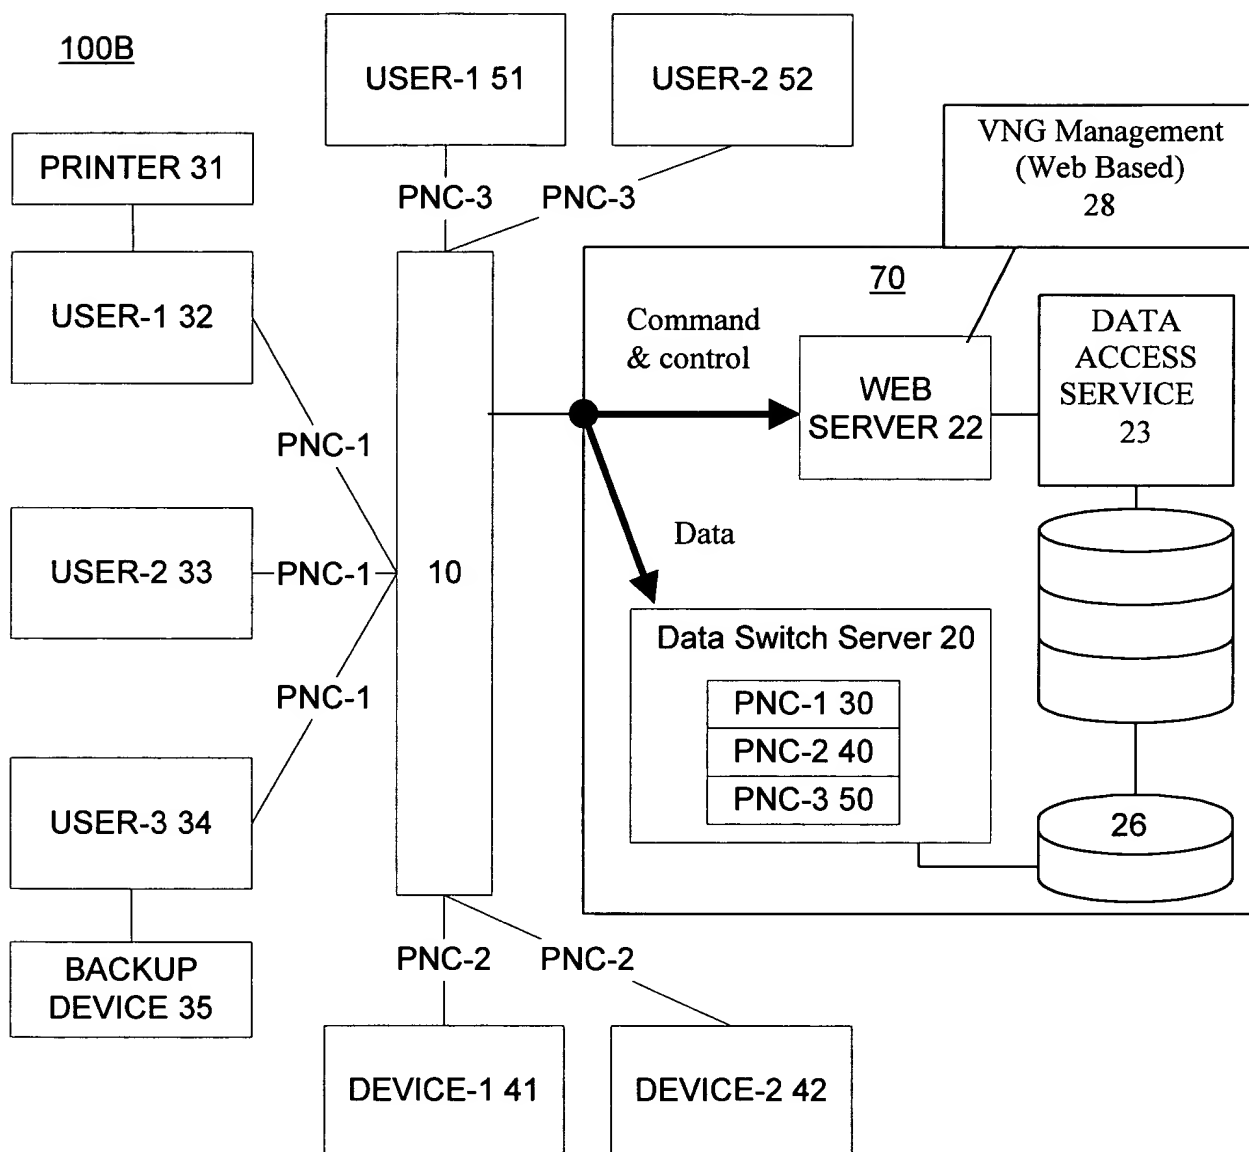 100B
USER-1 51
USER-2 52
VNG Management
(Web Based)
28
PRINTER 31
PNC-3
PNC-3
USER-1 32
70
Command
& control
DATA
ACCESS
SERVICE
23
WEB
SERVER 22
PNC-1
Data
USER-2 33
PNC-1
10
Data Switch Server 20
PNC-1
PNC-1 30
PNC-2 40
PNC-3 50
USER-3 34
26
PNC-2
PNC-2
BACKUP
DEVICE 35
DEVICE-1 41
DEVICE-2 42